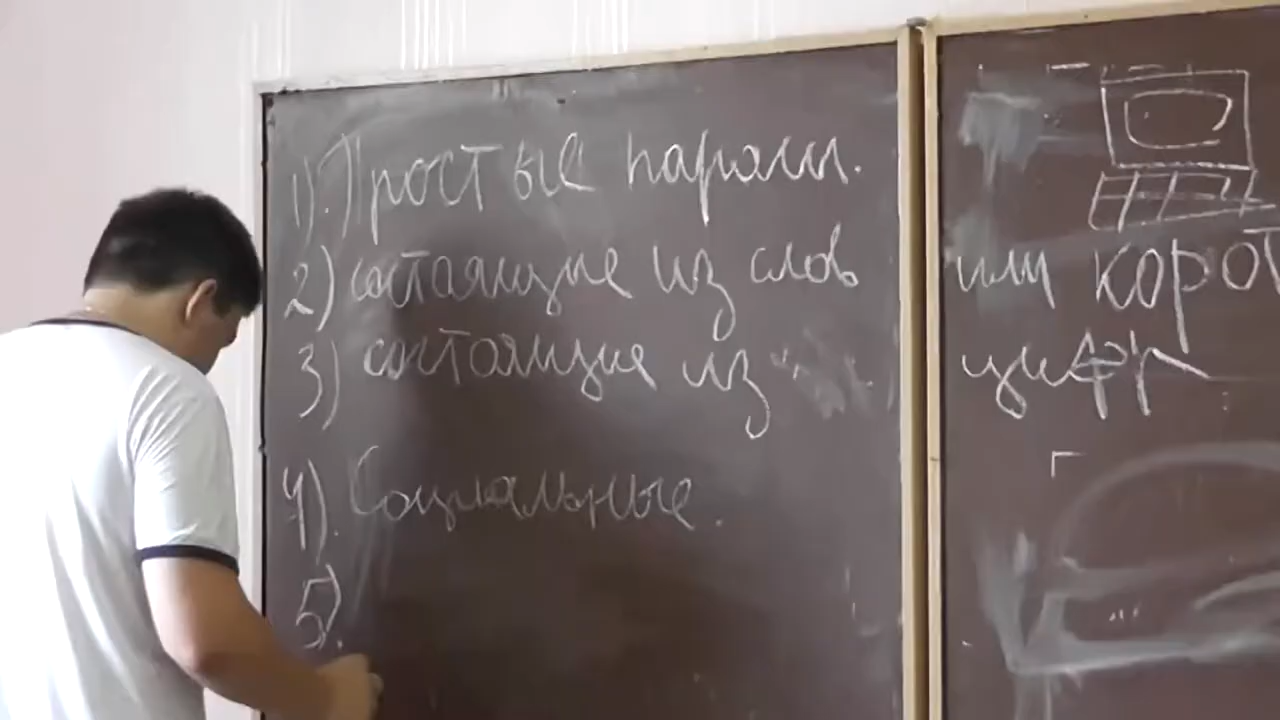 1). Простые пароли.
2) состоящие из слов или корот
3) состоящие из цифр
4). Социальные.
5).